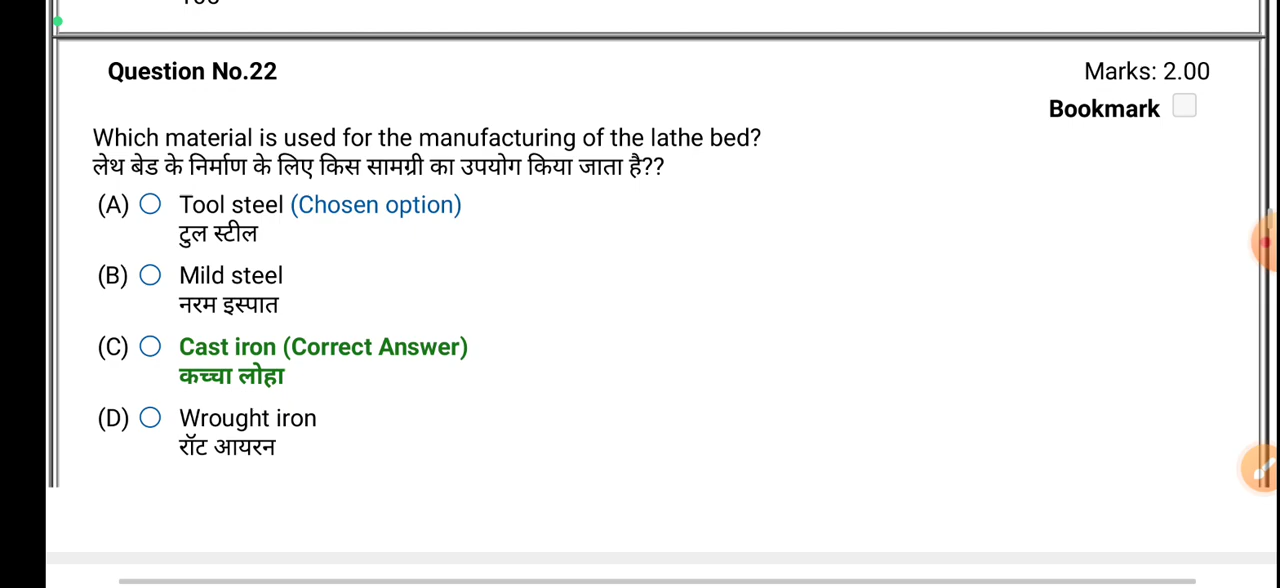 Question No.22
Marks: 2.00
Bookmark
Which material is used for the manufacturing of the lathe bed?
लेथ बेड के निर्माण के लिए किस सामग्री का उपयोग किया जाता है??
(A) Tool steel (Chosen option)
टुल स्टील
(B) Mild steel
नरम इस्पात
(C) Cast iron (Correct Answer)
कच्चा लोहा
(D) Wrought iron
रॉट आयरन